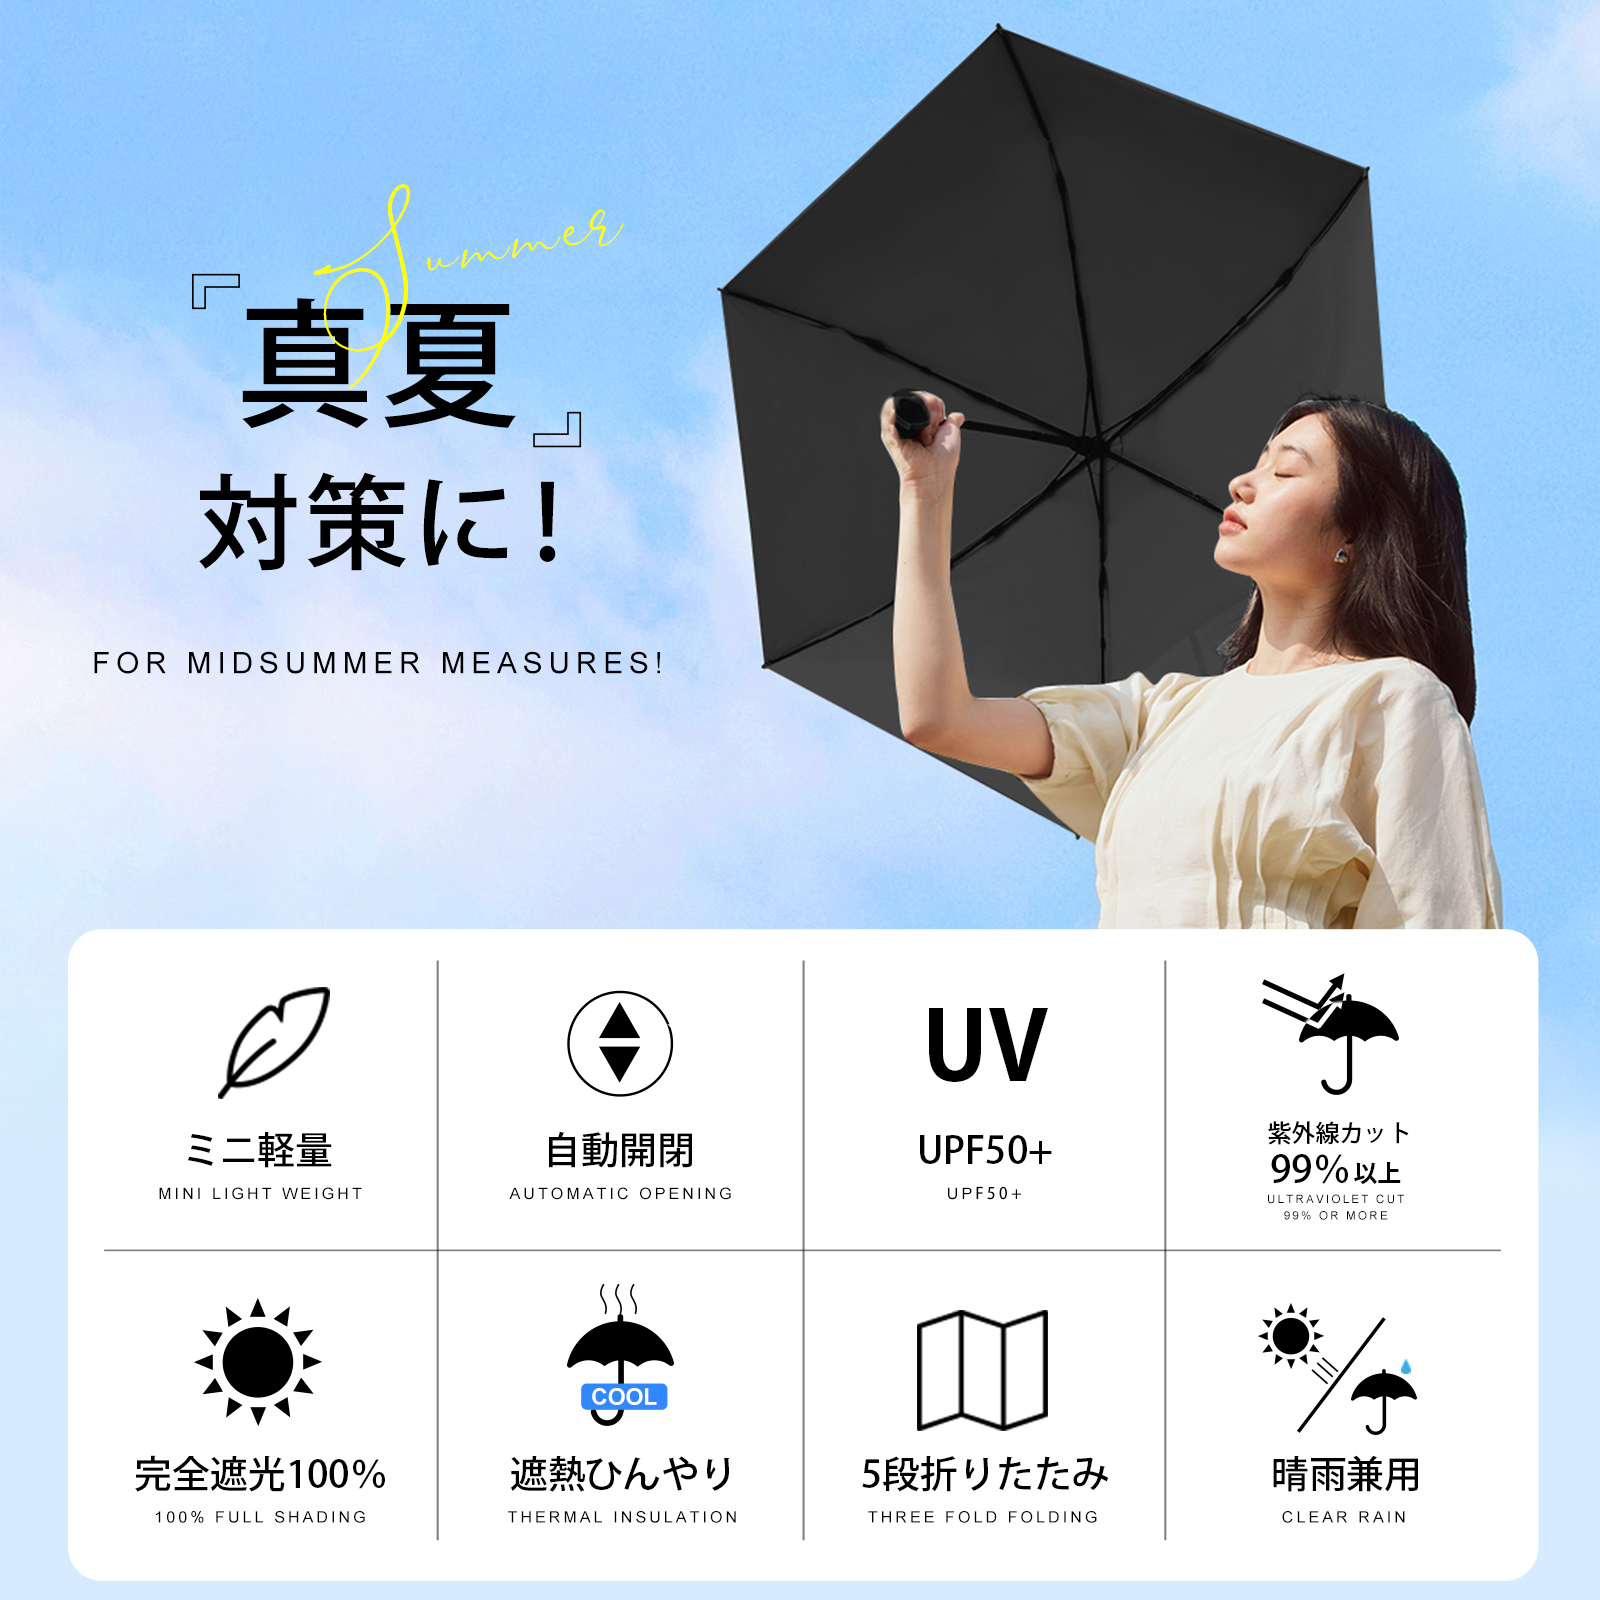 Summer
『真夏』
対策に!
FOR MIDSUMMER MEASURES!
ミニ軽量
MINI LIGHT WEIGHT
自動開閉
AUTOMATIC OPENING
UV
UPF50+
UPF50+
紫外線カット
99%以上
ULTRAVIOLET CUT
99% OR MORE
完全遮光100%
100% FULL SHADING
COOL
遮熱ひんやり
THERMAL INSULATION
5段折りたたみ
THREE FOLD FOLDING
晴雨兼用
CLEAR RAIN